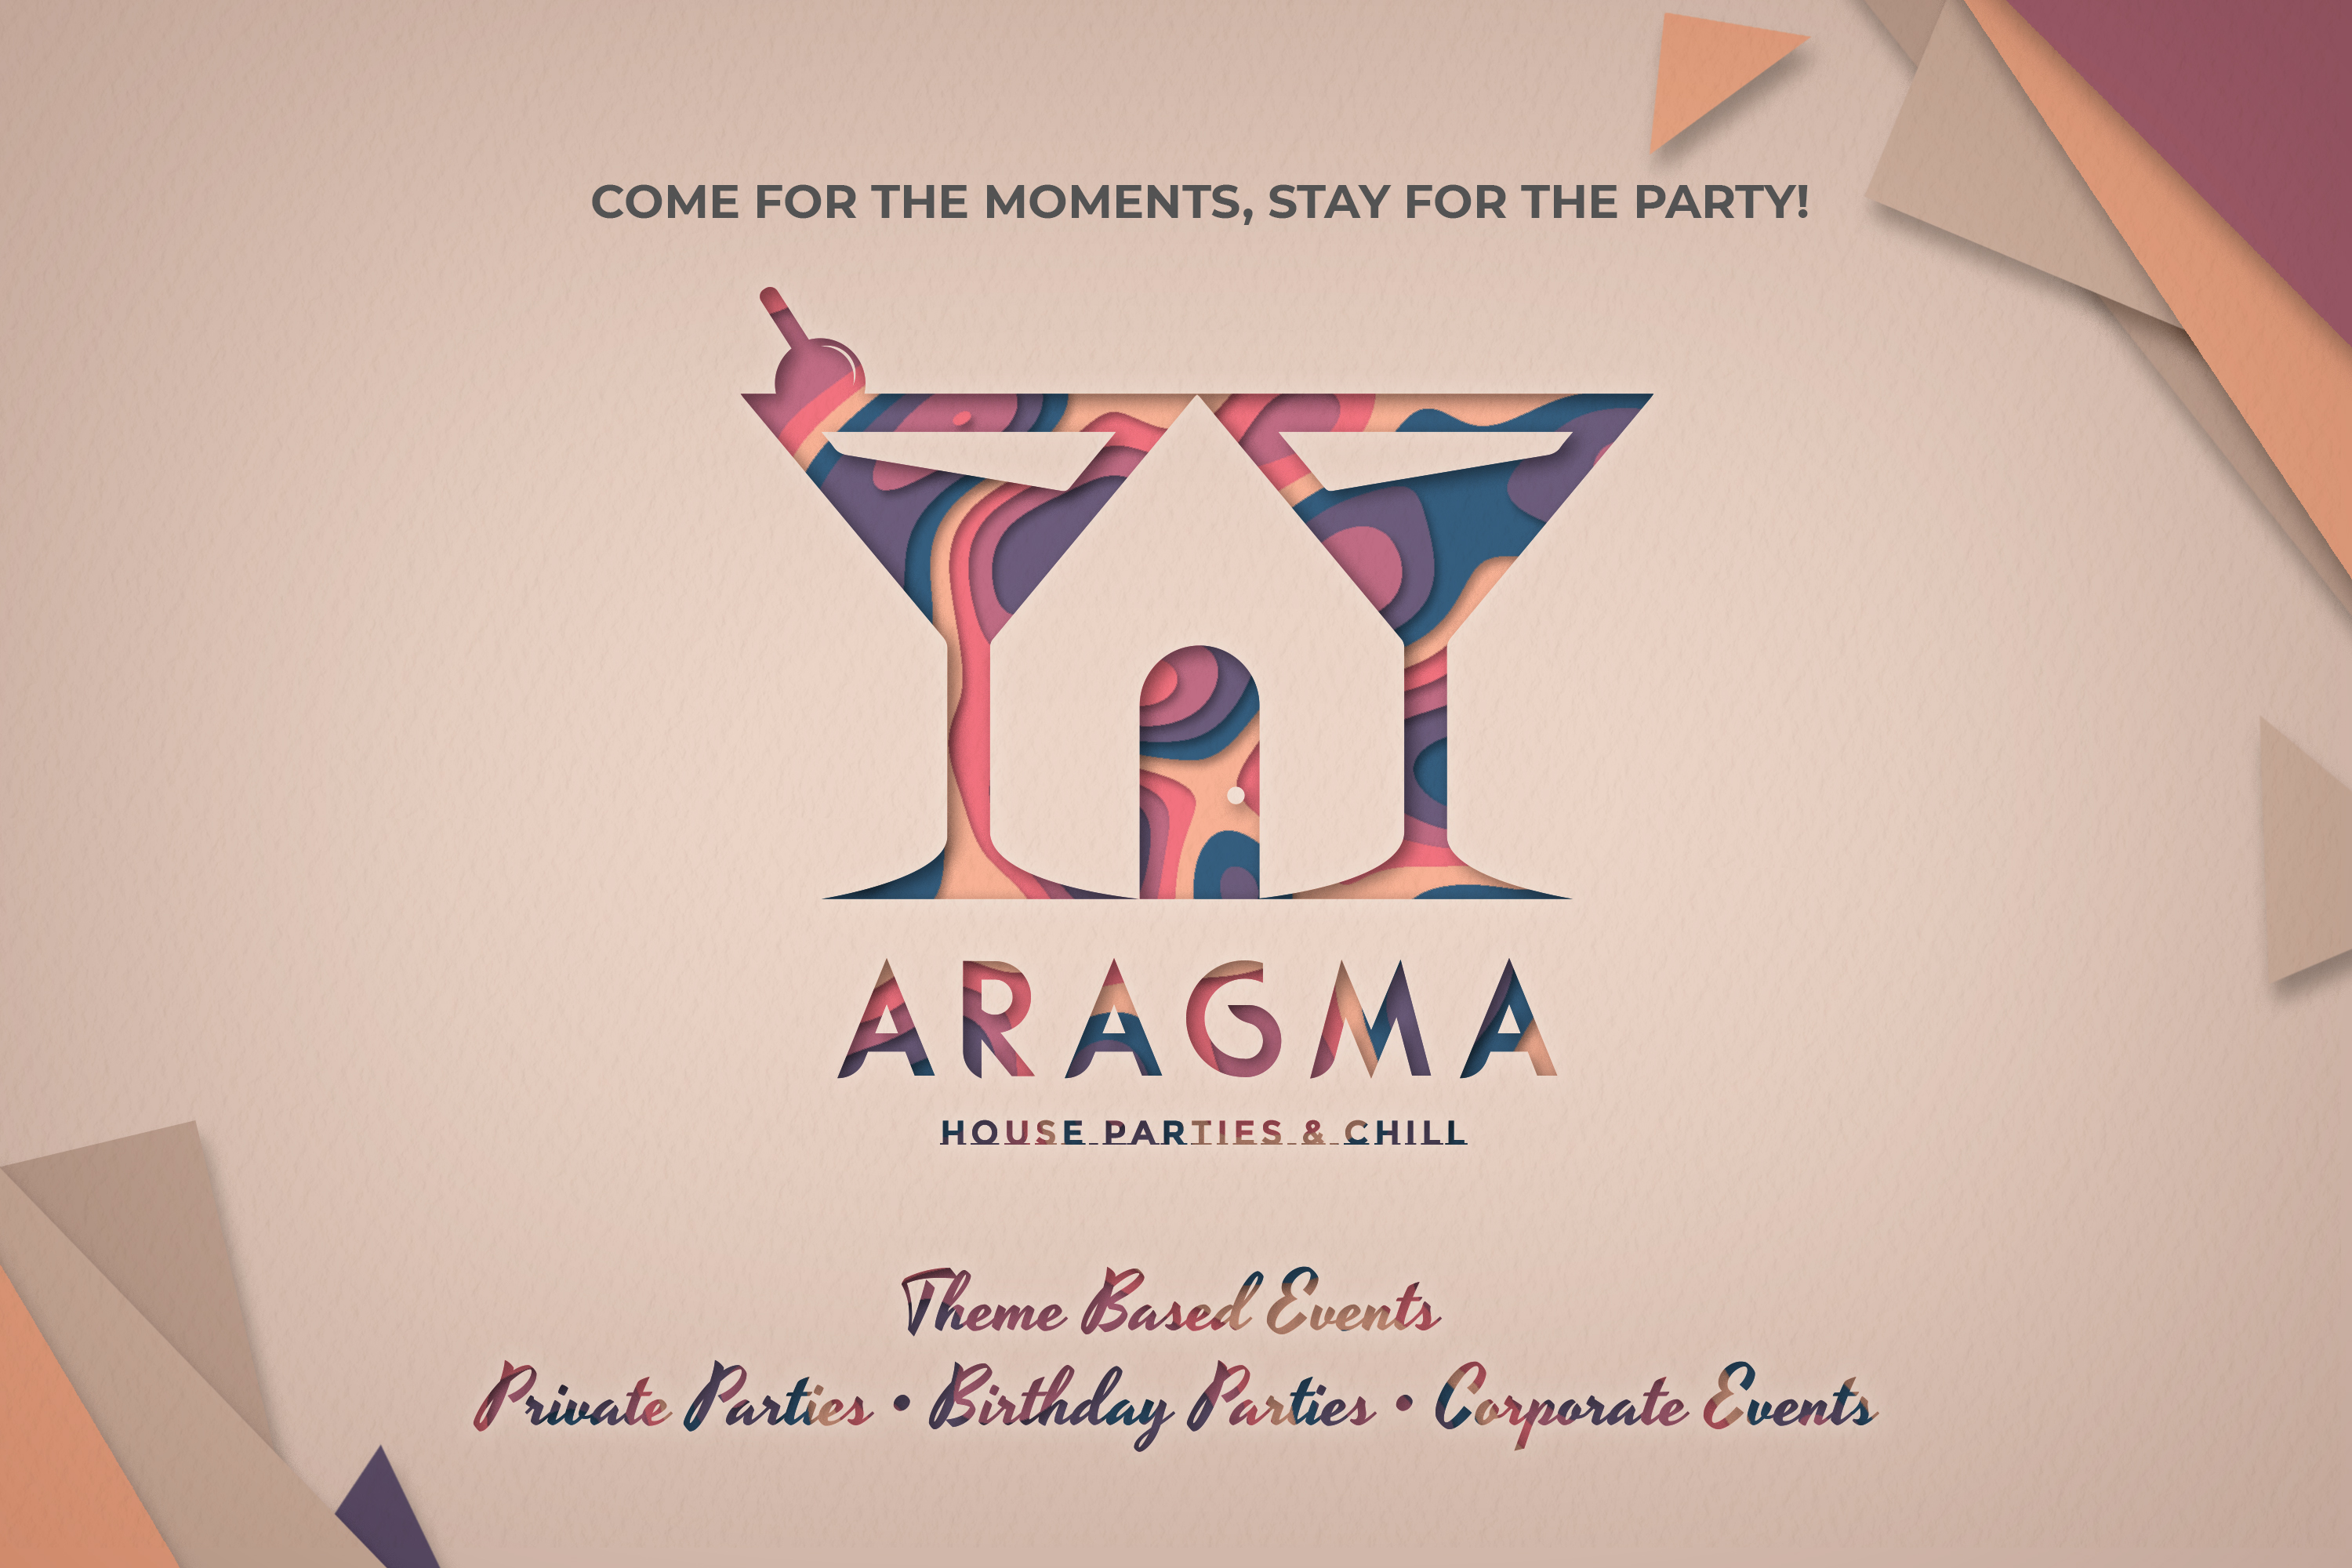 COME FOR THE MOMENTS, STAY FOR THE PARTY!
ARAGMA
HOUSE PARTIES & CHILL
Theme Based Events
Private Parties • Birthday Parties • Corporate Events